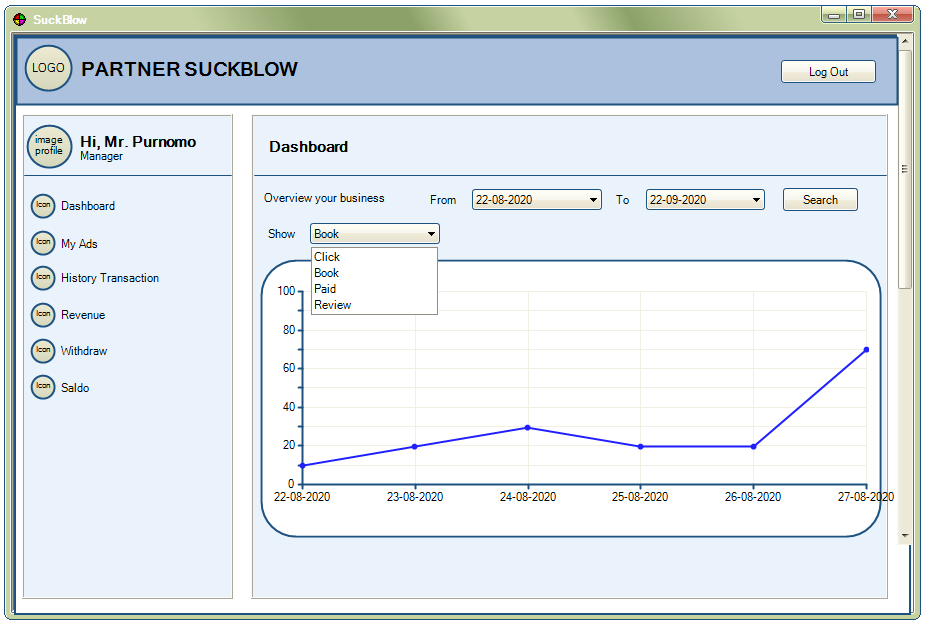 SuckBlow
LOGO
PARTNER SUCKBLOW
Log Out
image
profile
Hi, Mr. Purnomo
Manager
Icon Dashboard
Icon My Ads
Icon History Transaction
Icon Revenue
Icon Withdraw
Icon Saldo
Dashboard
Overview your business From 22-08-2020 To 22-09-2020 Search
Show Book
Click
Book
Paid
Review
100
80
60
40
20
0
22-08-2020 23-08-2020 24-08-2020 25-08-2020 26-08-2020 27-08-2020